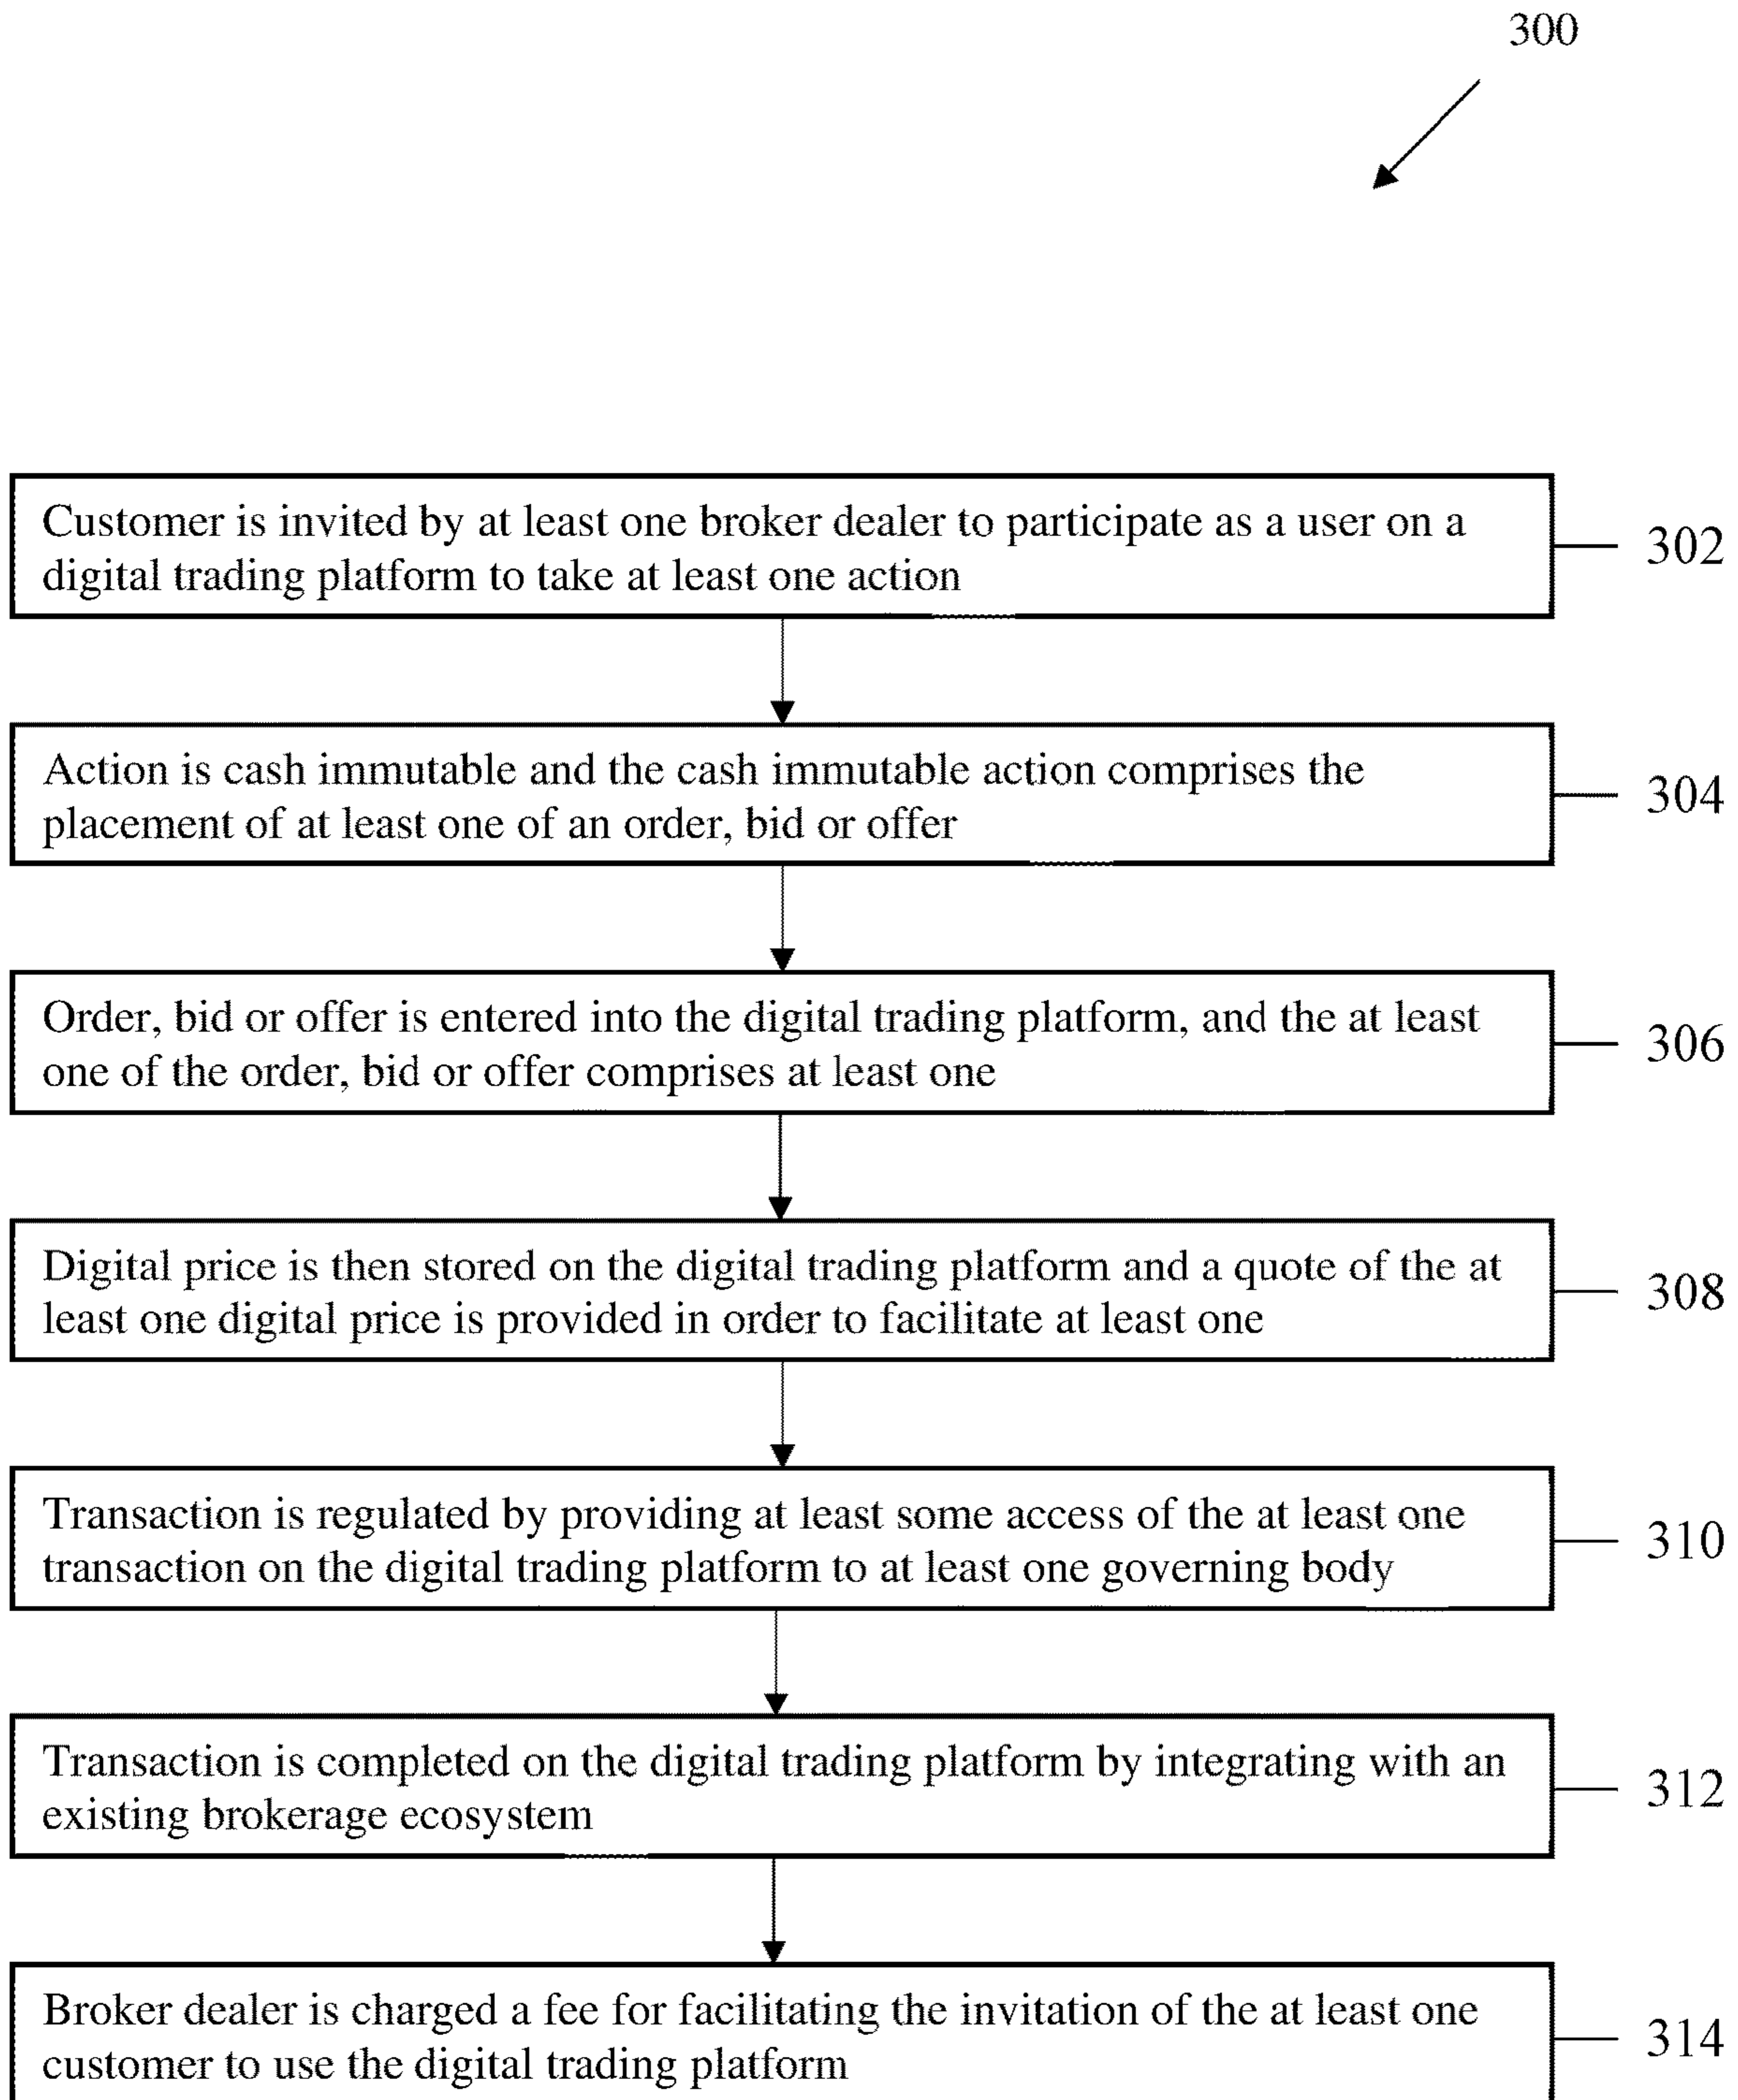 300
Customer is invited by at least one broker dealer to participate as a user on a
digital trading platform to take at least one action
302
Action is cash immutable and the cash immutable action comprises the
placement of at least one of an order, bid or offer
304
Order, bid or offer is entered into the digital trading platform, and the at least
one of the order, bid or offer comprises at least one
306
Digital price is then stored on the digital trading platform and a quote of the at
least one digital price is provided in order to facilitate at least one
308
Transaction is regulated by providing at least some access of the at least one
transaction on the digital trading platform to at least one governing body
310
Transaction is completed on the digital trading platform by integrating with an
existing brokerage ecosystem
312
Broker dealer is charged a fee for facilitating the invitation of the at least one
customer to use the digital trading platform
314